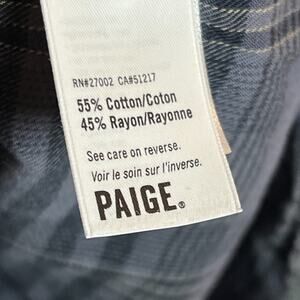 RN#27002 CA#51217
55% Cotton/Coton
45% Rayon/Rayonne
See care on reverse.
Voir le soin sur l'inverse.
PAIGE®